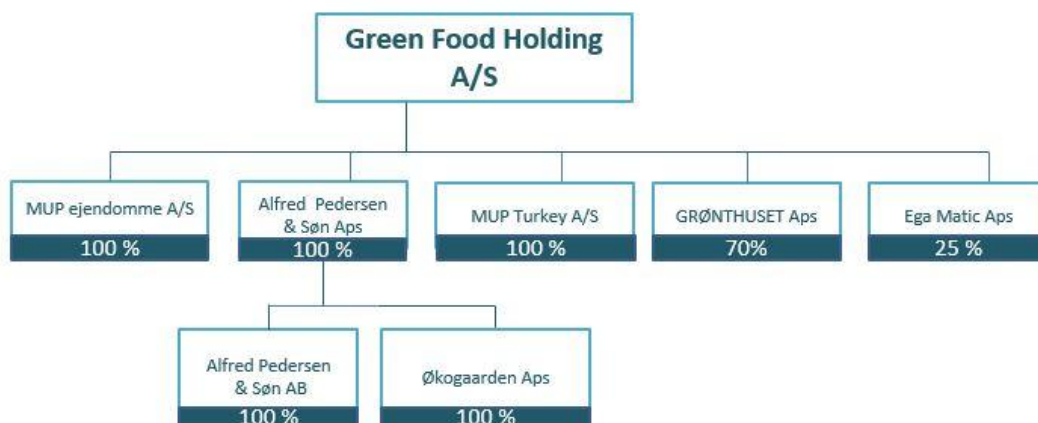 Green Food Holding
A/S
MUP ejendomme A/S
100 %
Alfred Pedersen
& Søn Aps
100 %
MUP Turkey A/S
100 %
GRØNTHUSET Aps
70%
Ega Matic Aps
25 %
Alfred Pedersen
& Søn AB
100 %
Økogaarden Aps
100 %